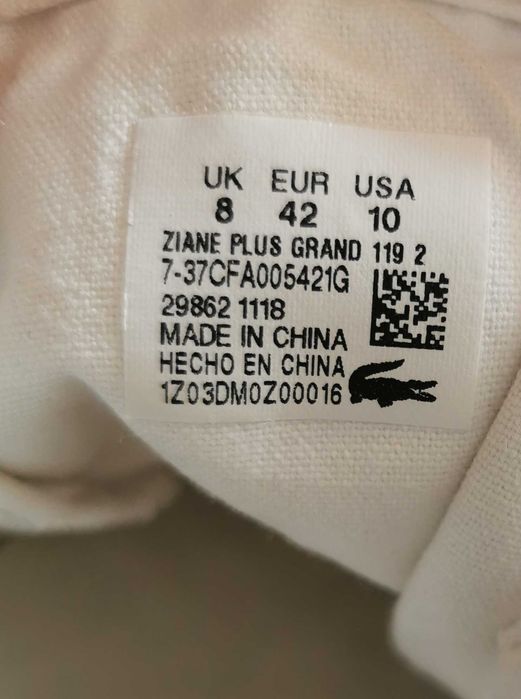 UK EUR USA
8 42 10
ZIANE PLUS GRAND 119 2
7-37CFA005421G
29862 1118
MADE IN CHINA
HECHO EN CHINA
1Z03DM0Z00016